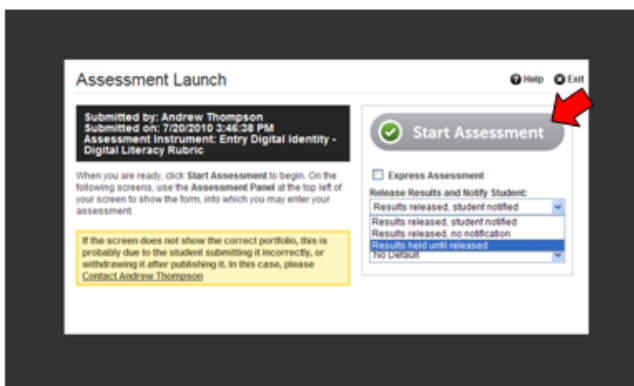 Assessment Launch
Help Exit
Submitted by: Andrew Thompson
Submitted on: 7/20/2010 3:46:38 PM
Assessment Instrument: Entry Digital Identity -
Digital Literacy Rubric
When you are ready, click Start Assessment to begin. On the
following screens, use the Assessment Panel at the top left of
your screen to show the form, into which you may enter your
assessment.
If the screen does not show the correct portfolio, this is
probably due to the student submitting it incorrectly, or
withdrawing it after publishing it. In this case, please
Contact Andrew Thompson
Start Assessment
Express Assessment
Release Results and Notify Student:
Results released, student notified
Results released, student notified
Results released, no notification
Results held until released
No Default